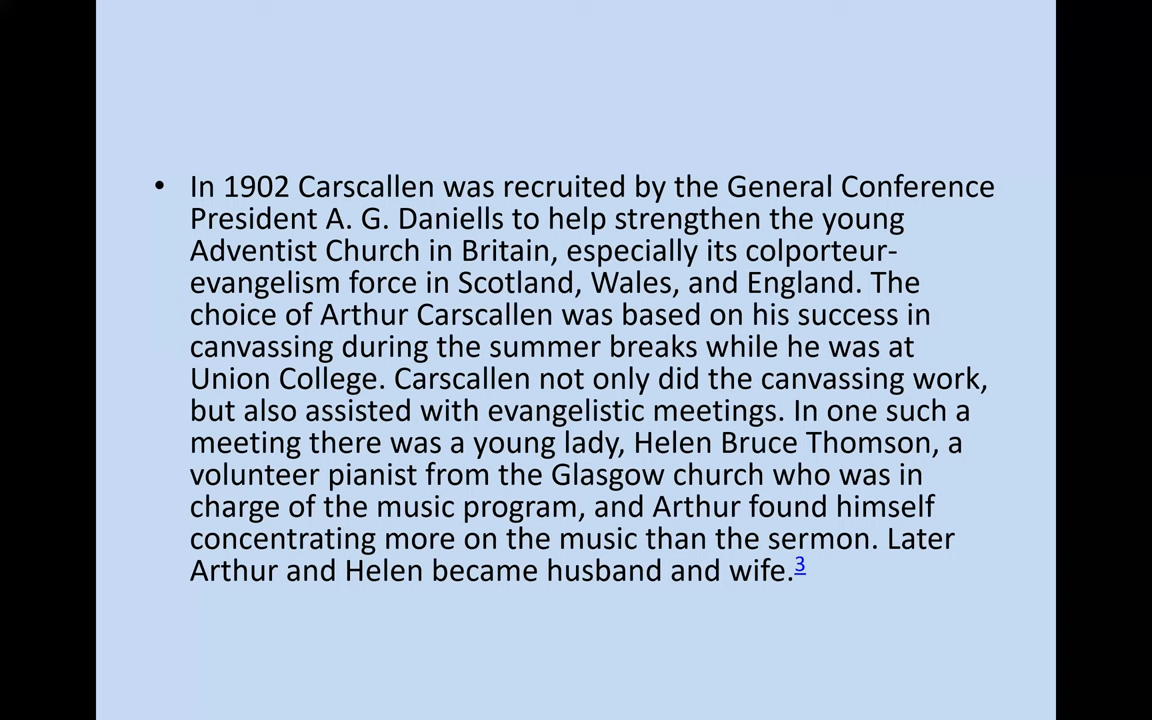 • In 1902 Carscallen was recruited by the General Conference
President A. G. Daniells to help strengthen the young
Adventist Church in Britain, especially its colporteur-
evangelism force in Scotland, Wales, and England. The
choice of Arthur Carscallen was based on his success in
canvassing during the summer breaks while he was at
Union College. Carscallen not only did the canvassing work,
but also assisted with evangelistic meetings. In one such a
meeting there was a young lady, Helen Bruce Thomson, a
volunteer pianist from the Glasgow church who was in
charge of the music program, and Arthur found himself
concentrating more on the music than the sermon. Later
Arthur and Helen became husband and wife.3